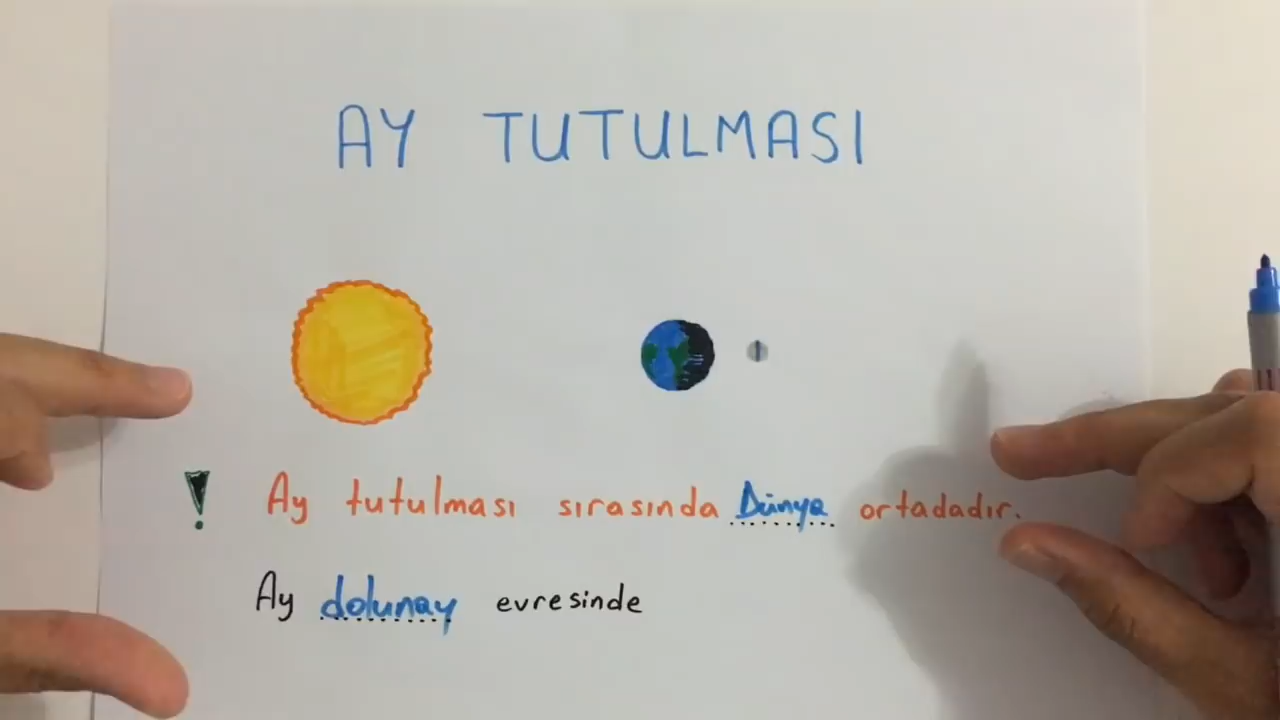 AY TUTULMASI
! Ay tutulması sırasında Dünya ortadadır.
Ay dolunay evresinde